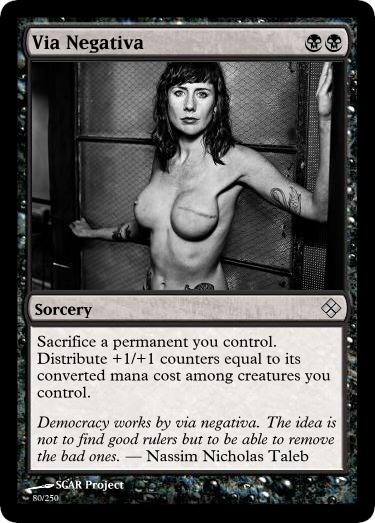 Via Negativa
Sorcery
Sacrifice a permanent you control.
Distribute +1/+1 counters equal to its
converted mana cost among creatures you
control.
Democracy works by via negativa. The idea is
not to find good rulers but to be able to remove
the bad ones. — Nassim Nicholas Taleb
SCAR Project
80/250